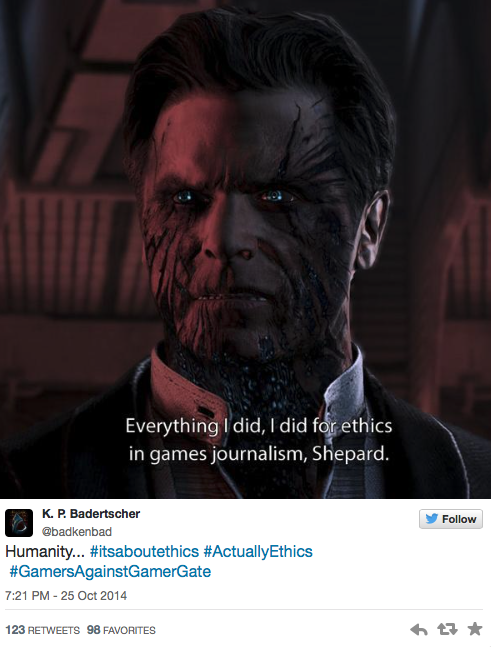 Everything I did, I did for ethics
in games journalism, Shepard.
K. P. Badertscher
@badkenbad
Follow
Humanity... #itsaboutethics #ActuallyEthics
#GamersAgainstGamerGate
7:21 PM - 25 Oct 2014
123 RETWEETS 98 FAVORITES